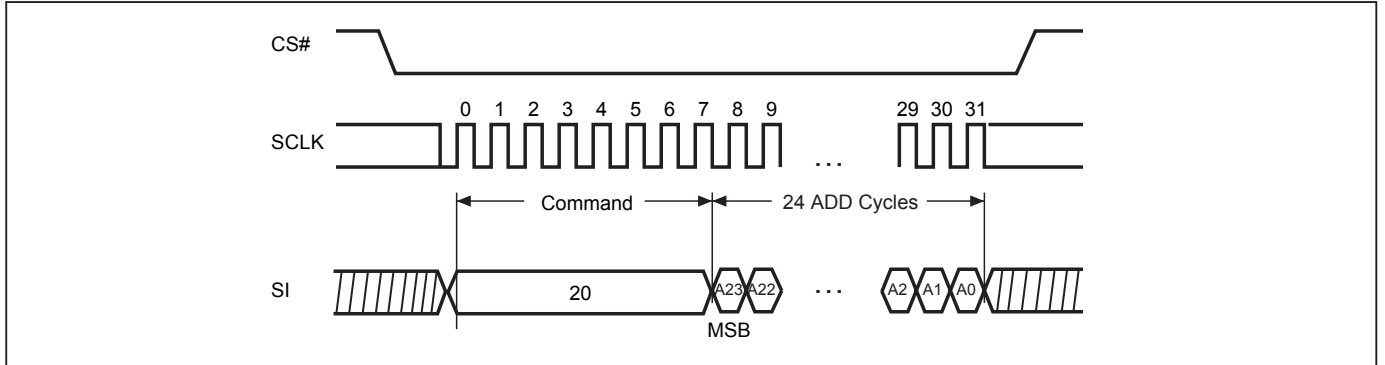 CS#
0 1 2 3 4 5 6 7 8 9 29 30 31
SCLK
...
Command 24 ADD Cycles
SI 20 A23 A22 ... A2 A1 A0
MSB